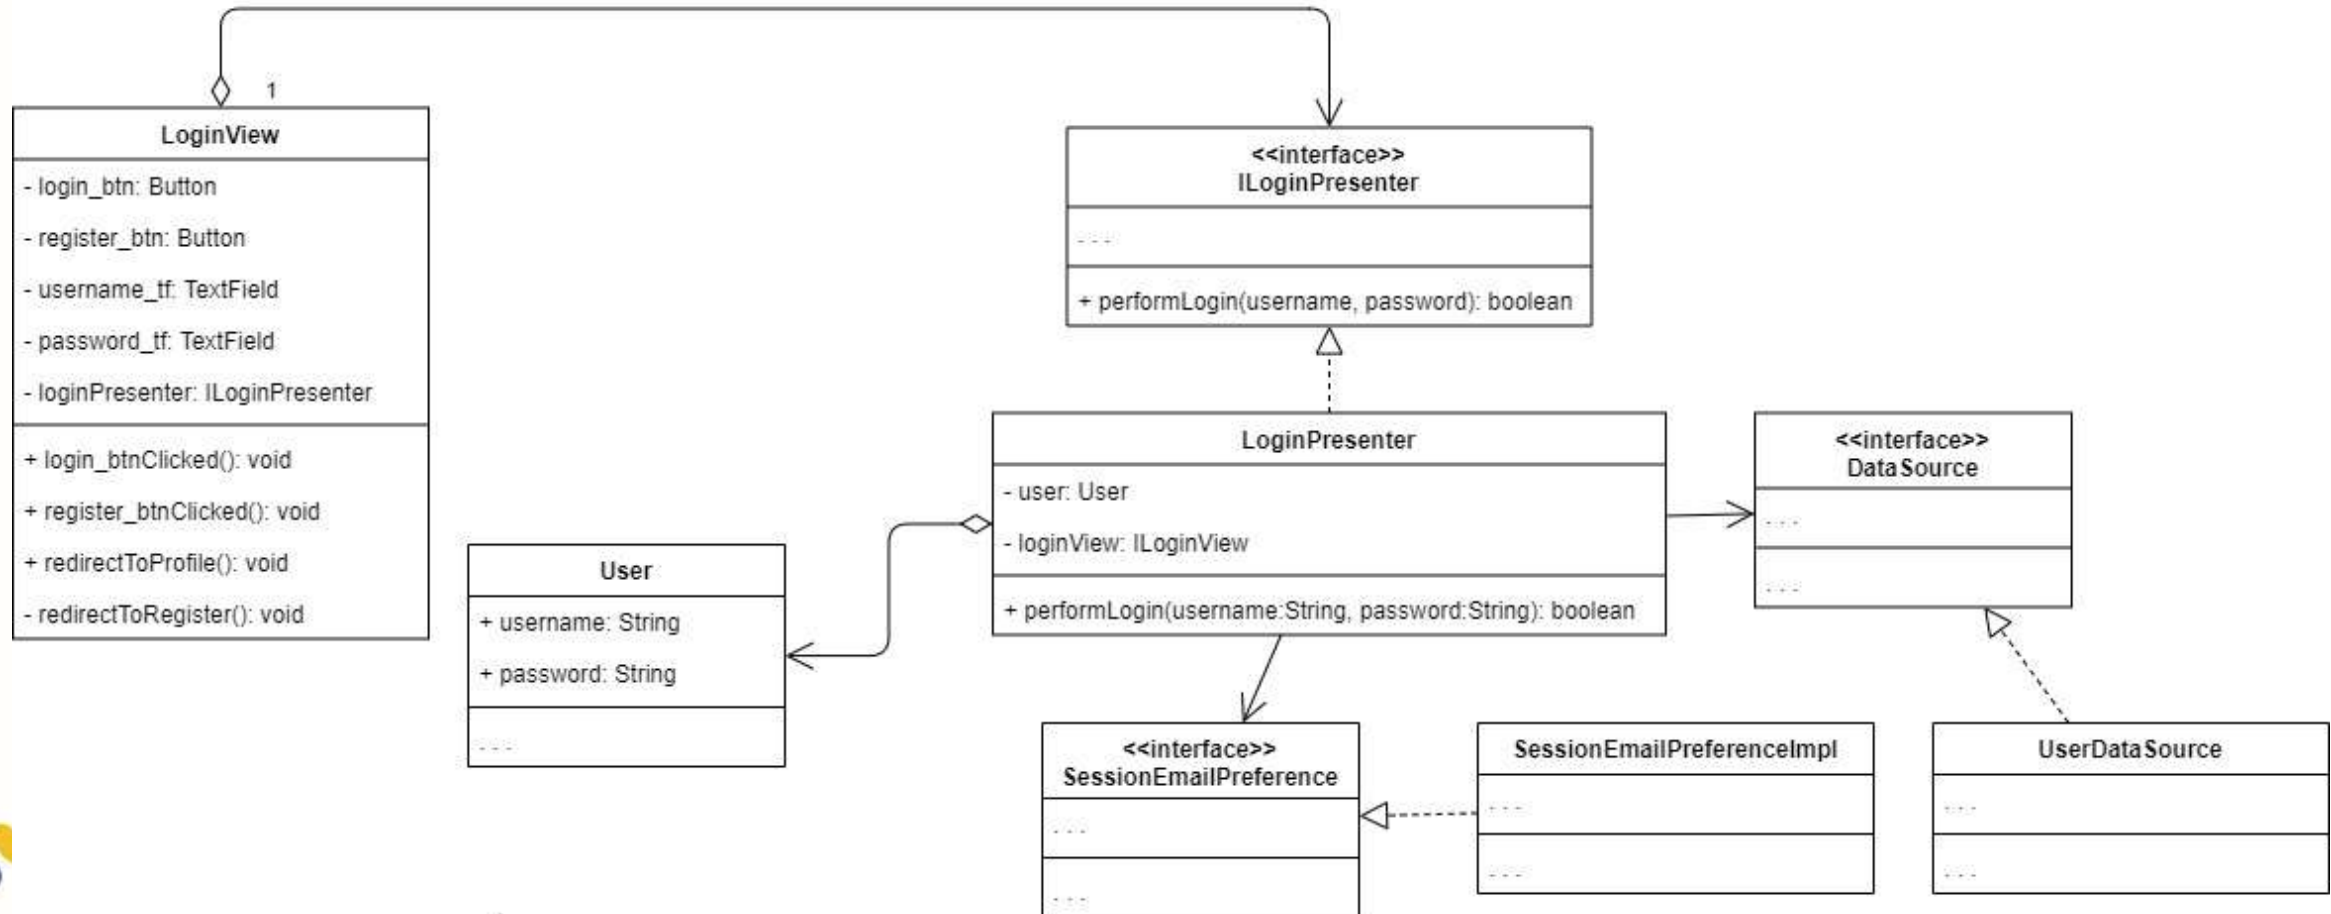 1
LoginView
- login_btn: Button
- register_btn: Button
- username_tf: TextField
- password_tf: TextField
- loginPresenter: ILoginPresenter
+ login_btnClicked(): void
+ register_btnClicked(): void
+ redirectToProfile(): void
- redirectToRegister(): void
<<interface>>
ILoginPresenter
- - -
+ performLogin(username, password): boolean
LoginPresenter
- user: User
- loginView: ILoginView
+ performLogin(username:String, password:String): boolean
<<interface>>
DataSource
- - -
- - -
User
+ username: String
+ password: String
- - -
<<interface>>
SessionEmailPreference
- - -
- - -
SessionEmailPreferenceImpl
- - -
- - -
UserDataSource
- - -
- - -